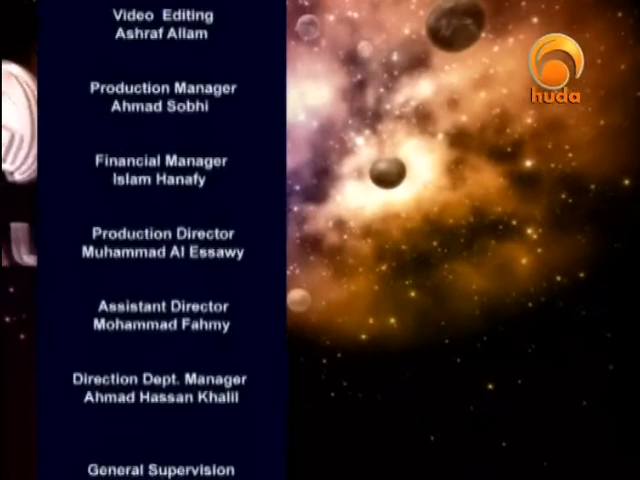 Video Editing
Ashraf Allam
huda
Production Manager
Ahmad Sobhi
Financial Manager
Islam Hanafy
Production Director
Muhammad Al Essawy
Assistant Director
Mohammad Fahmy
Direction Dept. Manager
Ahmad Hassan Khalil
General Supervision